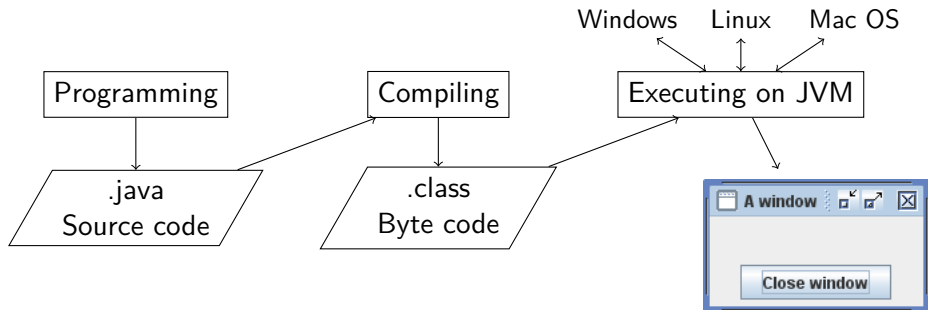 Windows
Linux
Mac OS
Programming
Compiling
Executing on JVM
.java
Source code
.class
Byte code
A window
Close window